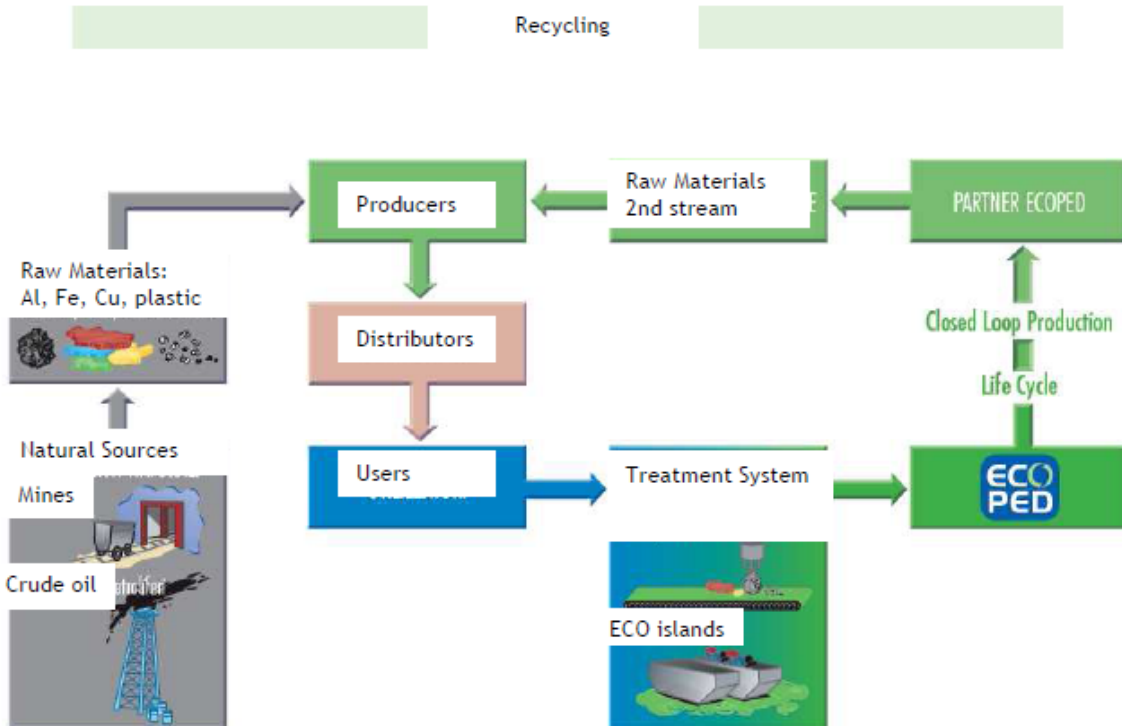 Recycling
Producers
Raw Materials
2nd stream
PARTNER ECOPED
Raw Materials:
Al, Fe, Cu, plastic
Distributors
Closed Loop Production
Life Cycle
Natural Sources
Mines
Users
Treatment System
ECO
PED
Crude oil
ECO islands